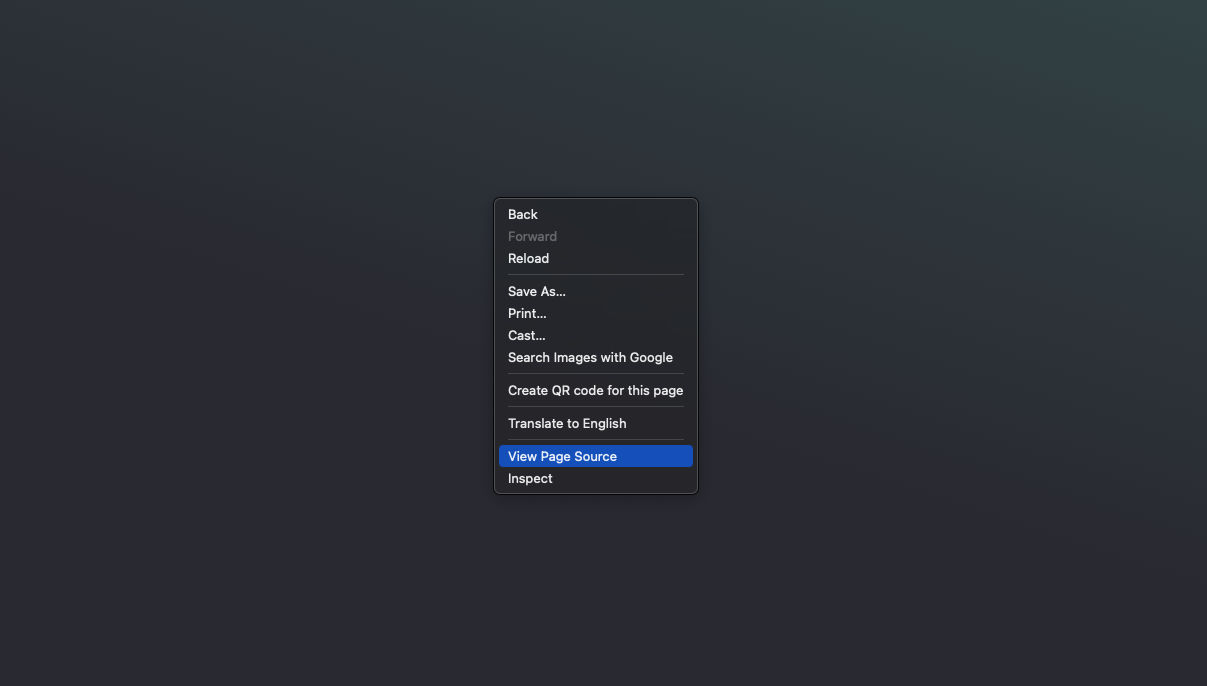 Back
Forward
Reload
Save As...
Print...
Cast...
Search Images with Google
Create QR code for this page
Translate to English
View Page Source
Inspect